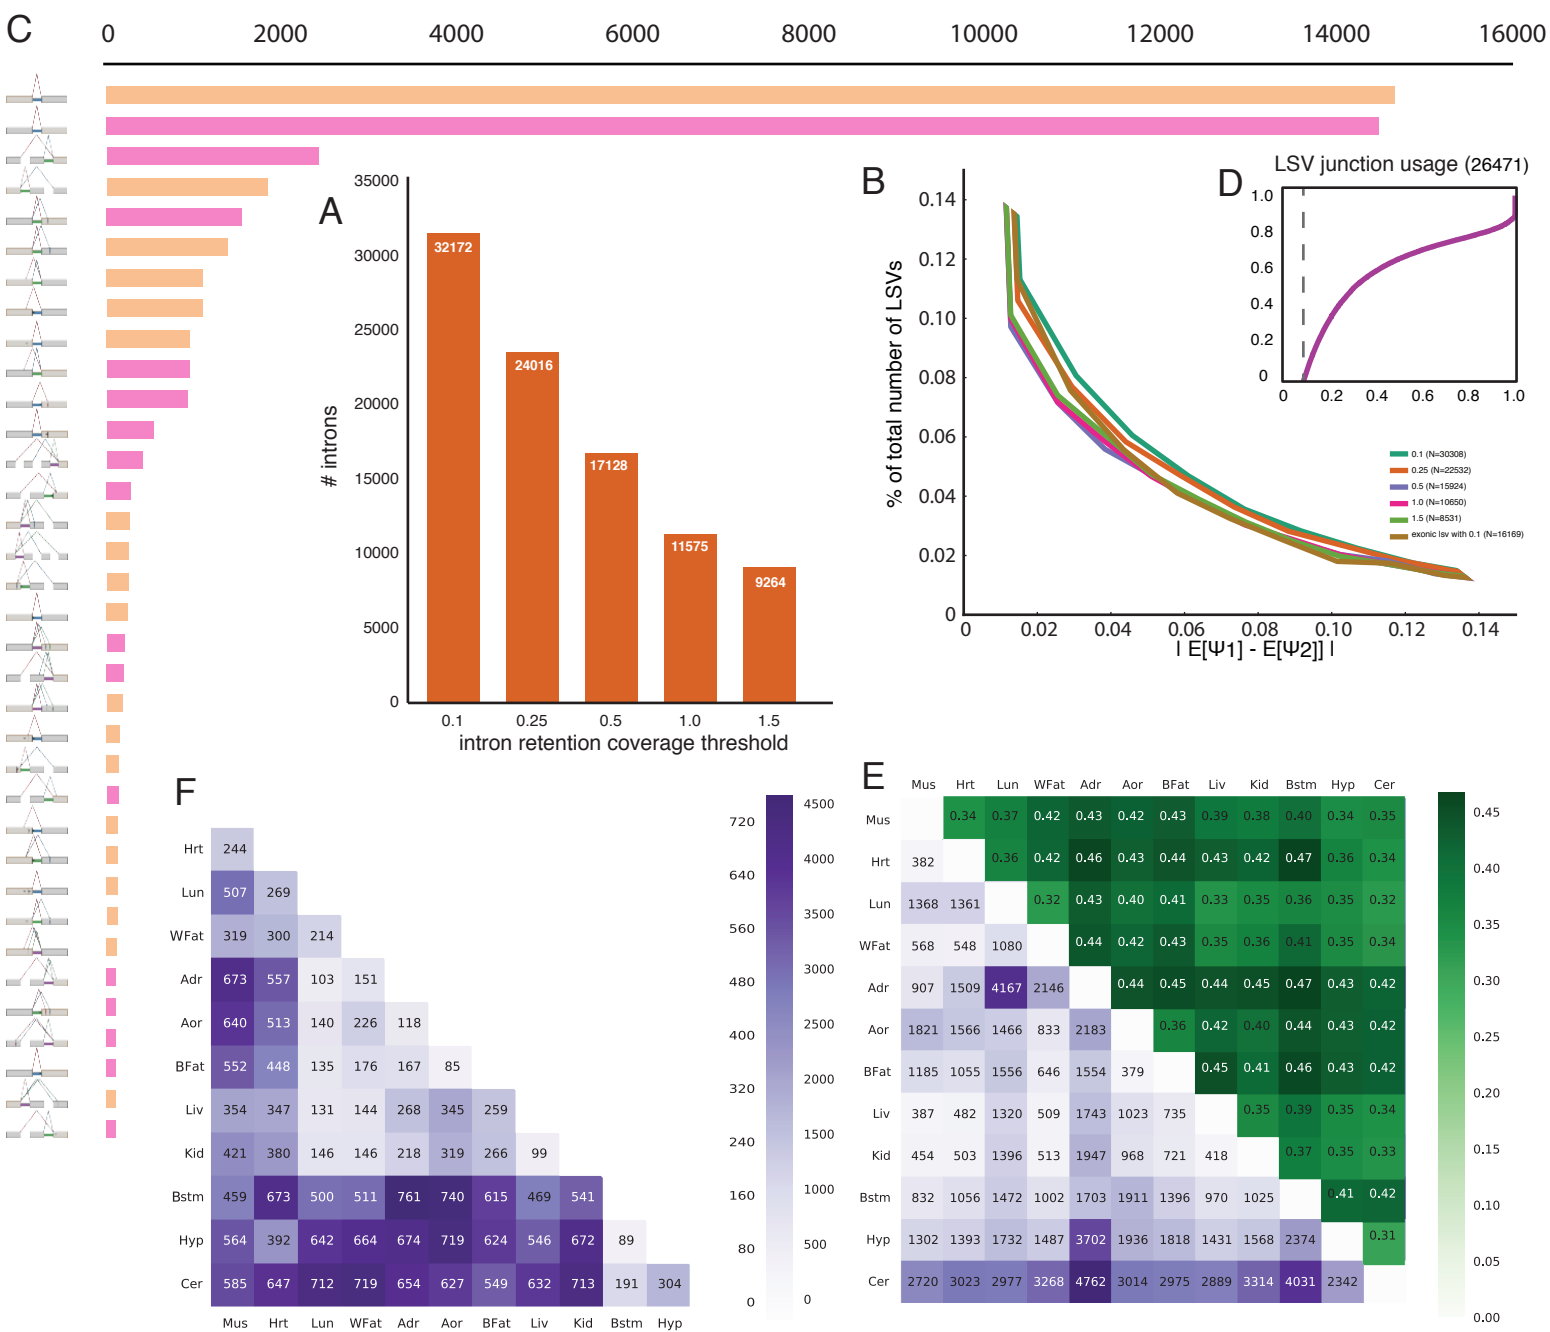 C
0 2000 4000 6000 8000 10000 12000 14000 16000
A
35000
30000
25000
20000
15000
10000
5000
0
# introns
32172
24016
17128
11575
9264
0.1 0.25 0.5 1.0 1.5
intron retention coverage threshold
B
0.14
0.12
0.10
0.08
0.06
0.04
0.02
0
% of total number of LSVs
0 0.02 0.04 0.06 0.08 0.10 0.12 0.14
| E[Ψ1] - E[Ψ2]] |
0.1 (N=30308)
0.25 (N=22532)
0.5 (N=15924)
1.0 (N=10650)
1.5 (N=8531)
exonic lsv with 0.1 (N=16169)
D
LSV junction usage (26471)
1.0
0.8
0.6
0.4
0.2
0
0 0.2 0.4 0.6 0.8 1.0
F
Hrt 244
Lun 507 269
WFat 319 300 214
Adr 673 557 103 151
Aor 640 513 140 226 118
BFat 552 448 135 176 167 85
Liv 354 347 131 144 268 345 259
Kid 421 380 146 146 218 319 266 99
Bstm 459 673 500 511 761 740 615 469 541
Hyp 564 392 642 664 674 719 624 546 672 89
Cer 585 647 712 719 654 627 549 632 713 191 304
Mus Hrt Lun WFat Adr Aor BFat Liv Kid Bstm Hyp
720
640
560
480
400
320
240
160
80
0
4500
4000
3500
3000
2500
2000
1500
1000
500
0
E
Mus Hrt Lun WFat Adr Aor BFat Liv Kid Bstm Hyp Cer
Mus 0.34 0.37 0.42 0.43 0.42 0.43 0.39 0.38 0.40 0.34 0.35
Hrt 382 0.36 0.42 0.46 0.43 0.44 0.43 0.42 0.47 0.36 0.34
Lun 1368 1361 0.32 0.43 0.40 0.41 0.33 0.35 0.36 0.35 0.32
WFat 568 548 1080 0.44 0.42 0.43 0.35 0.36 0.41 0.35 0.34
Adr 907 1509 4167 2146 0.44 0.45 0.44 0.45 0.47 0.43 0.42
Aor 1821 1566 1466 833 2183 0.36 0.42 0.40 0.44 0.43 0.42
BFat 1185 1055 1556 646 1554 379 0.45 0.41 0.46 0.43 0.42
Liv 387 482 1320 509 1743 1023 735 0.35 0.39 0.35 0.34
Kid 454 503 1396 513 1947 968 721 418 0.37 0.35 0.33
Bstm 832 1056 1472 1002 1703 1911 1396 970 1025 0.41 0.42
Hyp 1302 1393 1732 1487 3702 1936 1818 1431 1568 2374 0.31
Cer 2720 3023 2977 3268 4762 3014 2975 2889 3314 4031 2342
0.45
0.40
0.35
0.30
0.25
0.20
0.15
0.10
0.05
0.00